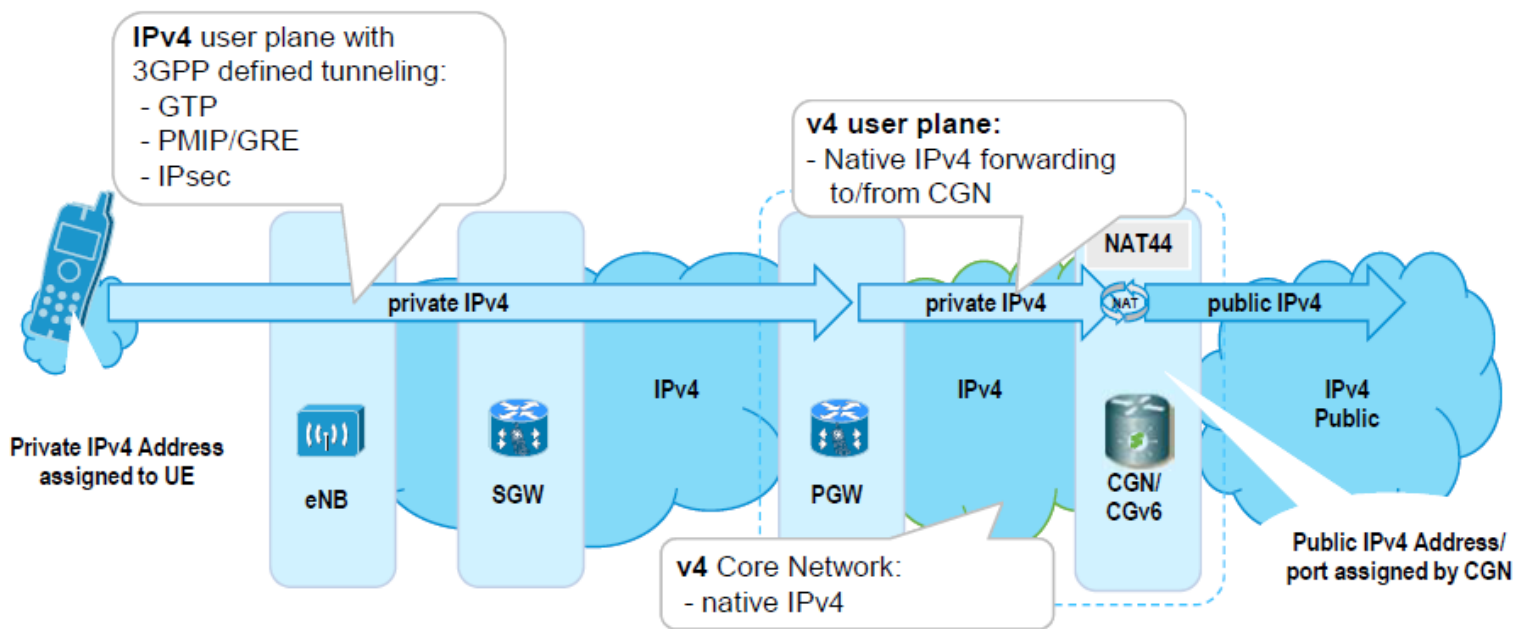 IPv4 user plane with
3GPP defined tunneling:
- GTP
- PMIP/GRE
- IPsec
v4 user plane:
- Native IPv4 forwarding
to/from CGN
NAT44
private IPv4
private IPv4
NAT
public IPv4
IPv4
IPv4
IPv4
Public
Private IPv4 Address
assigned to UE
eNB
SGW
PGW
CGN/
CGv6
v4 Core Network:
- native IPv4
Public IPv4 Address/
port assigned by CGN